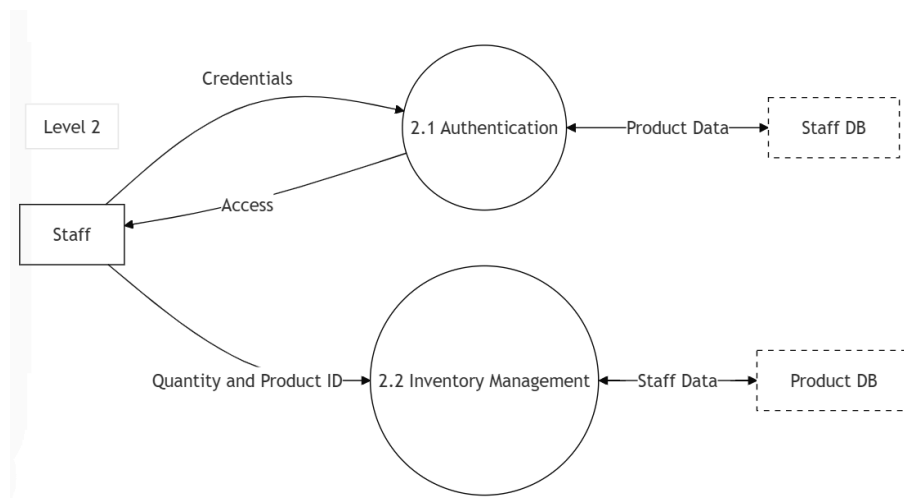 Credentials
Level 2
2.1 Authentication
Product Data
Staff DB
Access
Staff
Quantity and Product ID
2.2 Inventory Management
Staff Data
Product DB